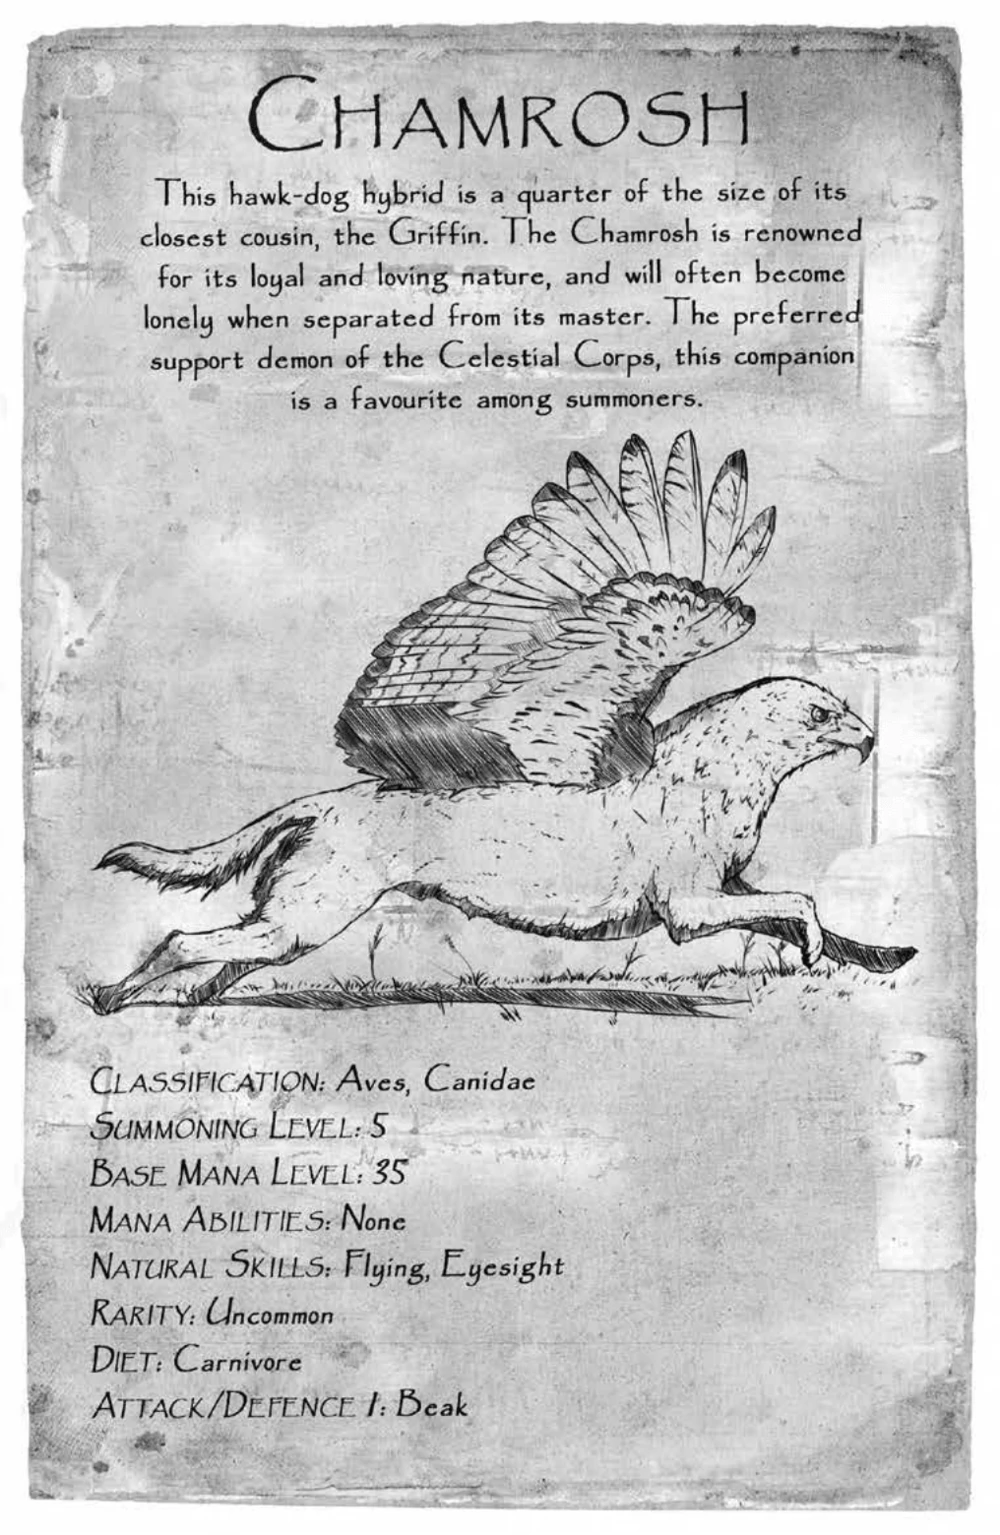 CHAMROSH
This hawk-dog hybrid is a quarter of the size of its
closest cousin, the Griffin. The Chamrosh is renowned
for its loyal and loving nature, and will often become
lonely when separated from its master. The preferred
support demon of the Celestial Corps, this companion
is a favourite among summoners.
CLASSIFICATION: Aves, Canidae
SUMMONING LEVEL: 5
BASE MANA LEVEL: 35
MANA ABILITIES: None
NATURAL SKILLS: Flying, Eyesight
RARITY: Uncommon
DIET: Carnivore
ATTACK/DEFENCE 1: Beak